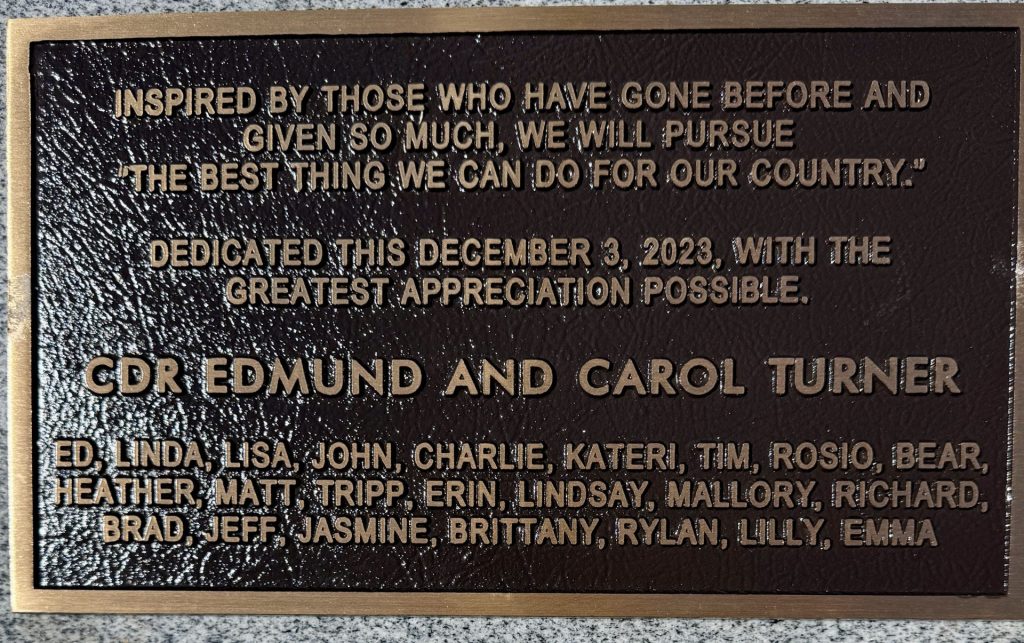 INSPIRED BY THOSE WHO HAVE GONE BEFORE AND
GIVEN SO MUCH, WE WILL PURSUE
"THE BEST THING WE CAN DO FOR OUR COUNTRY."
DEDICATED THIS DECEMBER 3, 2023, WITH THE
GREATEST APPRECIATION POSSIBLE.
CDR EDMUND AND CAROL TURNER
ED, LINDA, LISA, JOHN, CHARLIE, KATERI, TIM, ROSIO, BEAR,
HEATHER, MATT, TRIPP, ERIN, LINDSAY, MALLORY, RICHARD,
BRAD, JEFF, JASMINE, BRITTANY, RYLAN, LILLY, EMMA